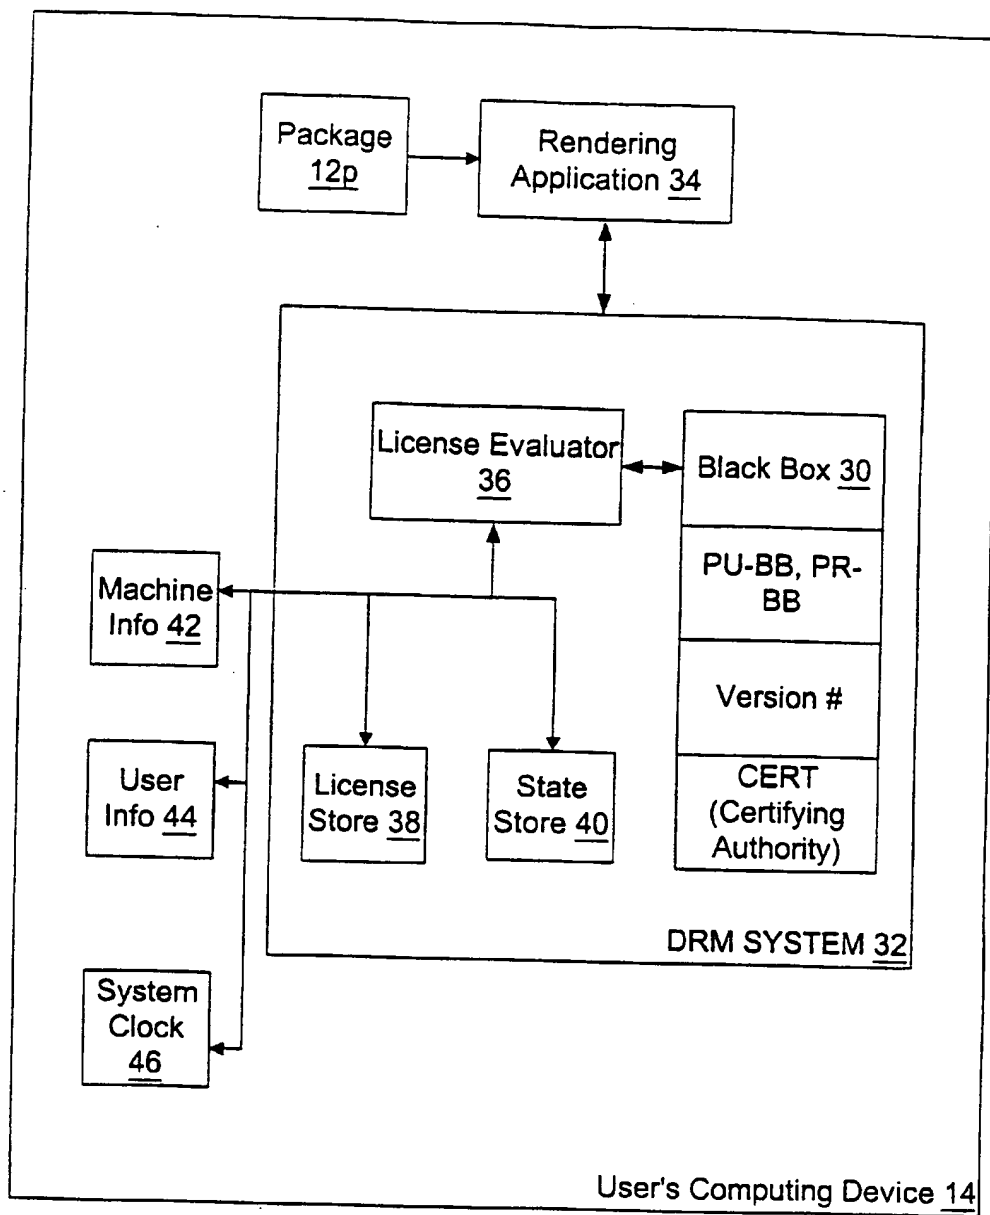 Package
12p
Rendering
Application 34
License Evaluator
36
Black Box 30
PU-BB, PR-
BB
Version #
CERT
(Certifying
Authority)
Machine
Info 42
User
Info 44
System
Clock
46
License
Store 38
State
Store 40
DRM SYSTEM 32
User's Computing Device 14